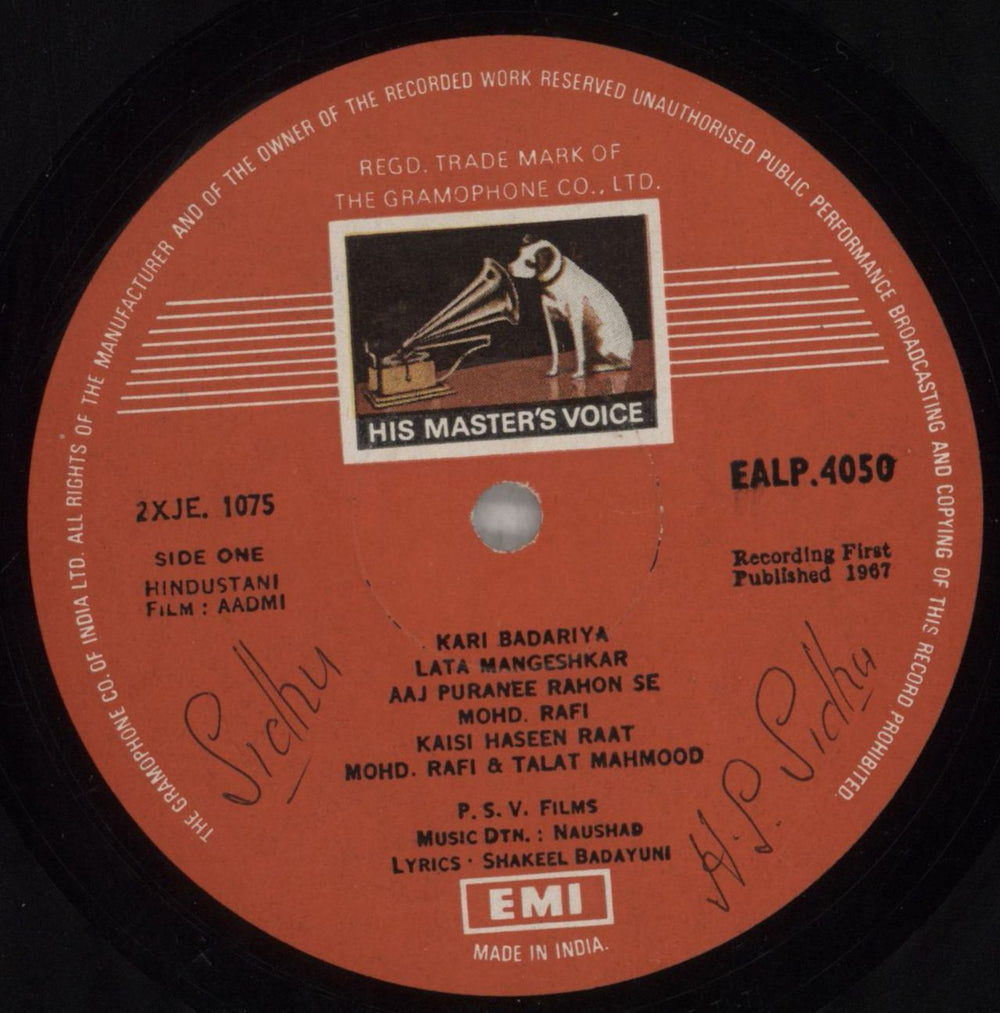 THE GRAMOPHONE CO. OF INDIA LTD. ALL RIGHTS OF THE MANUFACTURER AND OF THE OWNER OF THE RECORDED WORK RESERVED UNAUTHORISED PUBLIC PERFORMANCE BROADCASTING AND COPYING OF THIS RECORD PROHIBITED.
REGD. TRADE MARK OF
THE GRAMOPHONE CO., LTD.
HIS MASTER'S VOICE
2XJE. 1075
SIDE ONE
HINDUSTANI
FILM : AADMI
EALP.4050
Recording First
Published 1967
KARI BADARIYA
LATA MANGESHKAR
AAJ PURANEE RAHON SE
MOHD. RAFI
KAISI HASEEN RAAT
MOHD. RAFI & TALAT MAHMOOD
Sidhu
H.S. Sidhu
P. S. V. FILMS
MUSIC DTN. : NAUSHAD
LYRICS · SHAKEEL BADAYUNI
EMI
MADE IN INDIA.